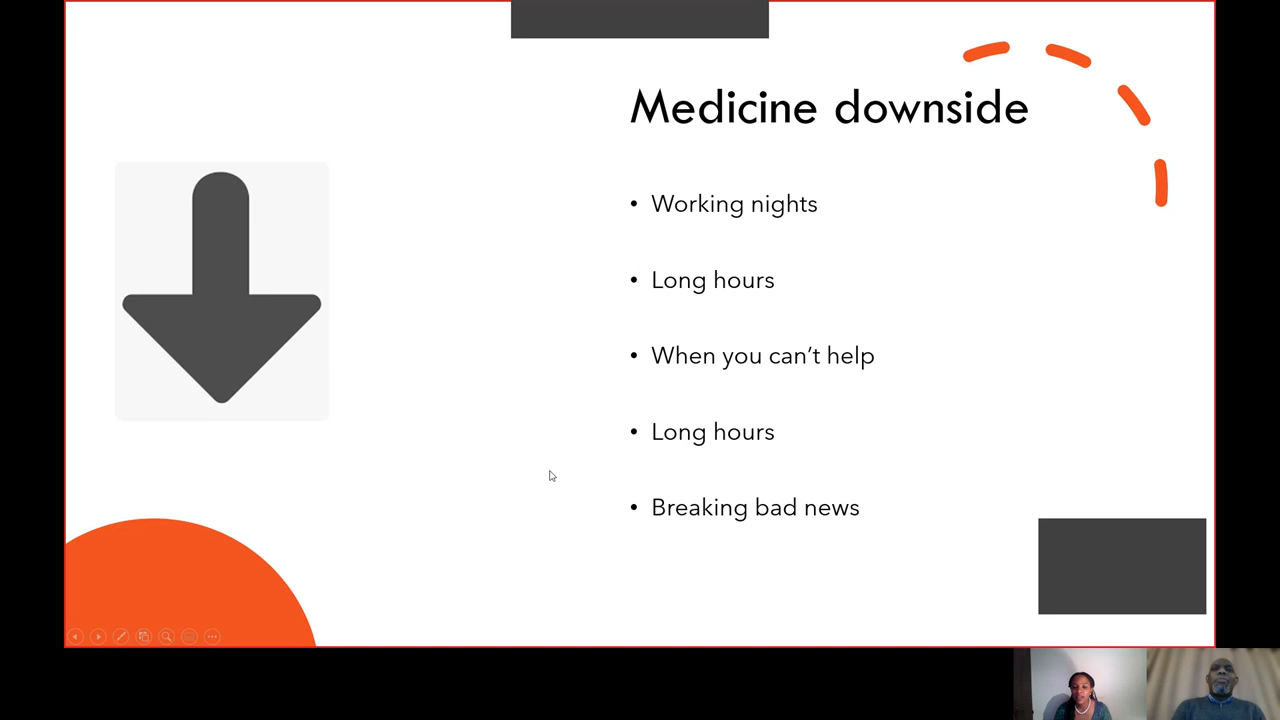 Medicine downside
• Working nights
• Long hours
• When you can’t help
• Long hours
• Breaking bad news